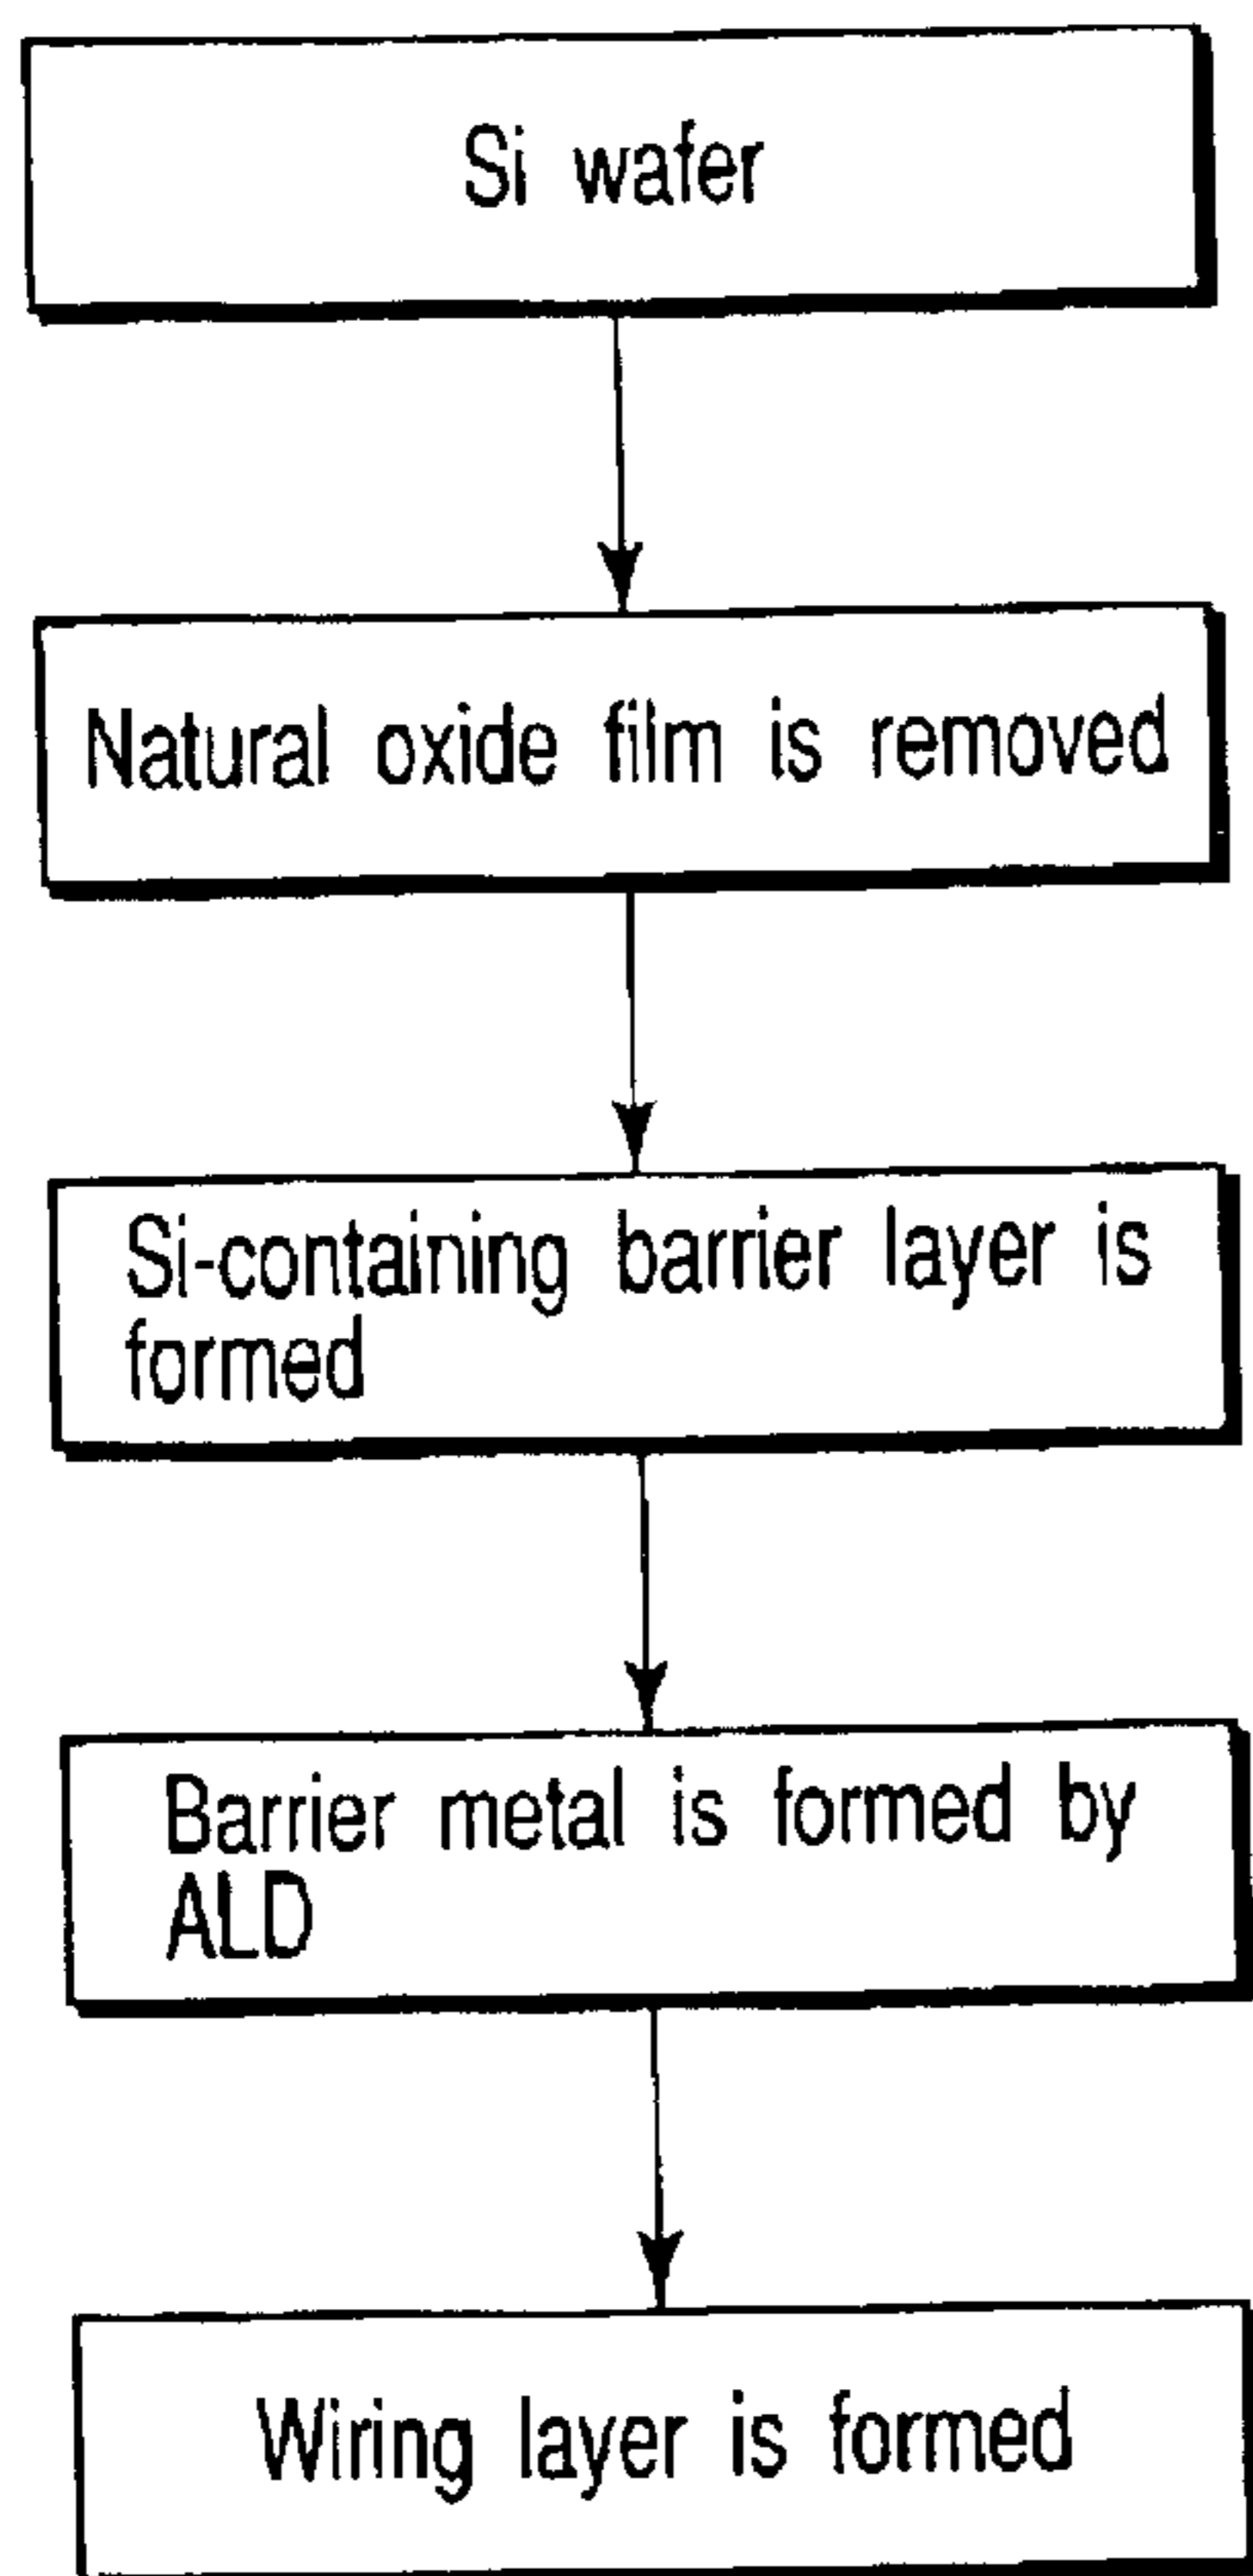 Si wafer
Natural oxide film is removed
Si-containing barrier layer is
formed
Barrier metal is formed by
ALD
Wiring layer is formed